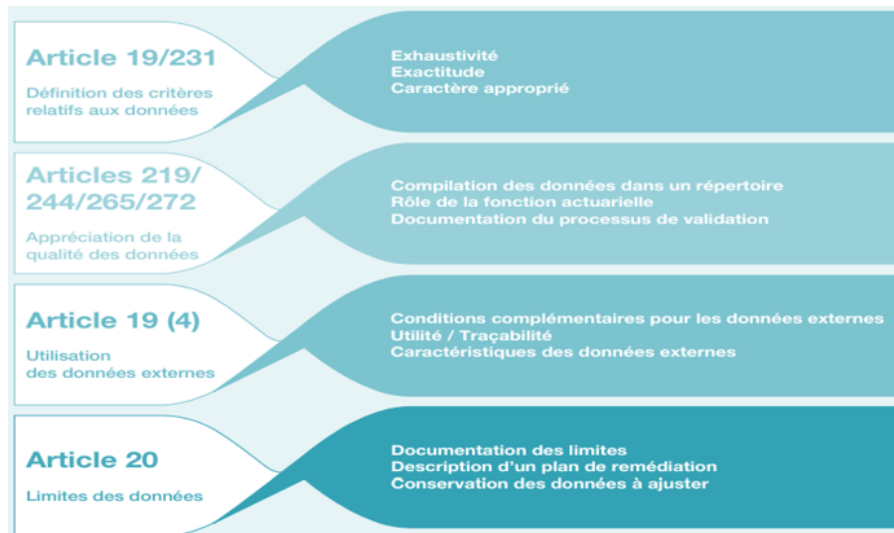 Article 19/231
Définition des critères
relatifs aux données
Exhaustivité
Exactitude
Caractère approprié
Articles 219/
244/265/272
Appréciation de la
qualité des données
Compilation des données dans un répertoire
Rôle de la fonction actuarielle
Documentation du processus de validation
Article 19 (4)
Utilisation
des données externes
Conditions complémentaires pour les données externes
Utilité / Traçabilité
Caractéristiques des données externes
Article 20
Limites des données
Documentation des limites
Description d'un plan de remédiation
Conservation des données à ajuster